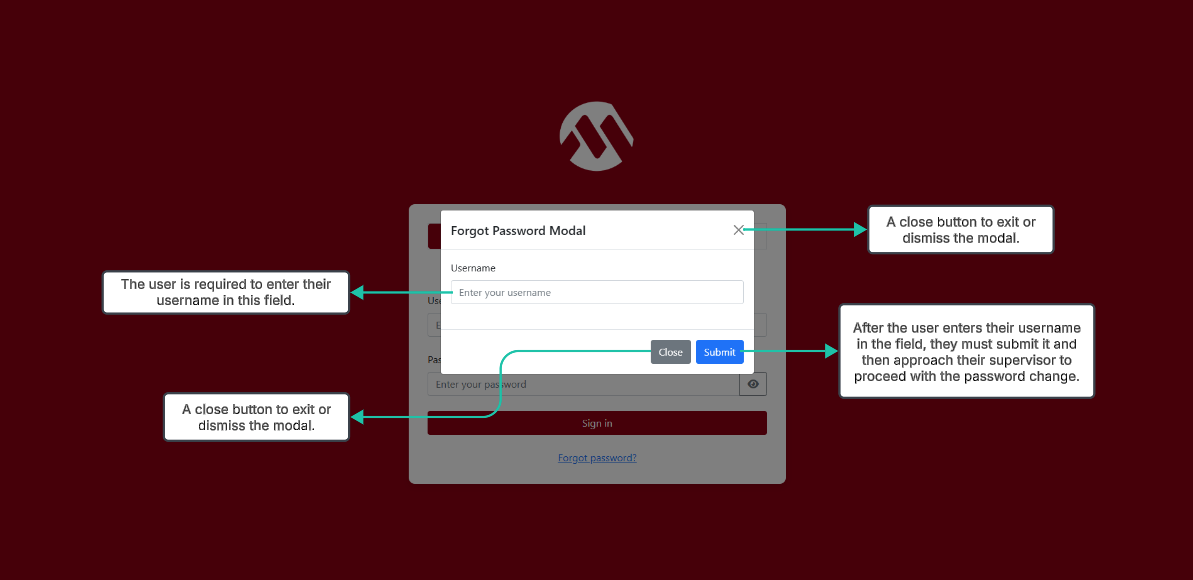 Forgot Password Modal
A close button to exit or
dismiss the modal.
Username
The user is required to enter their
username in this field.
Enter your username
After the user enters their username
in the field, they must submit it and
then approach their supervisor to
proceed with the password change.
Close
Submit
Enter your password
A close button to exit or
dismiss the modal.
Sign in
Forgot password?